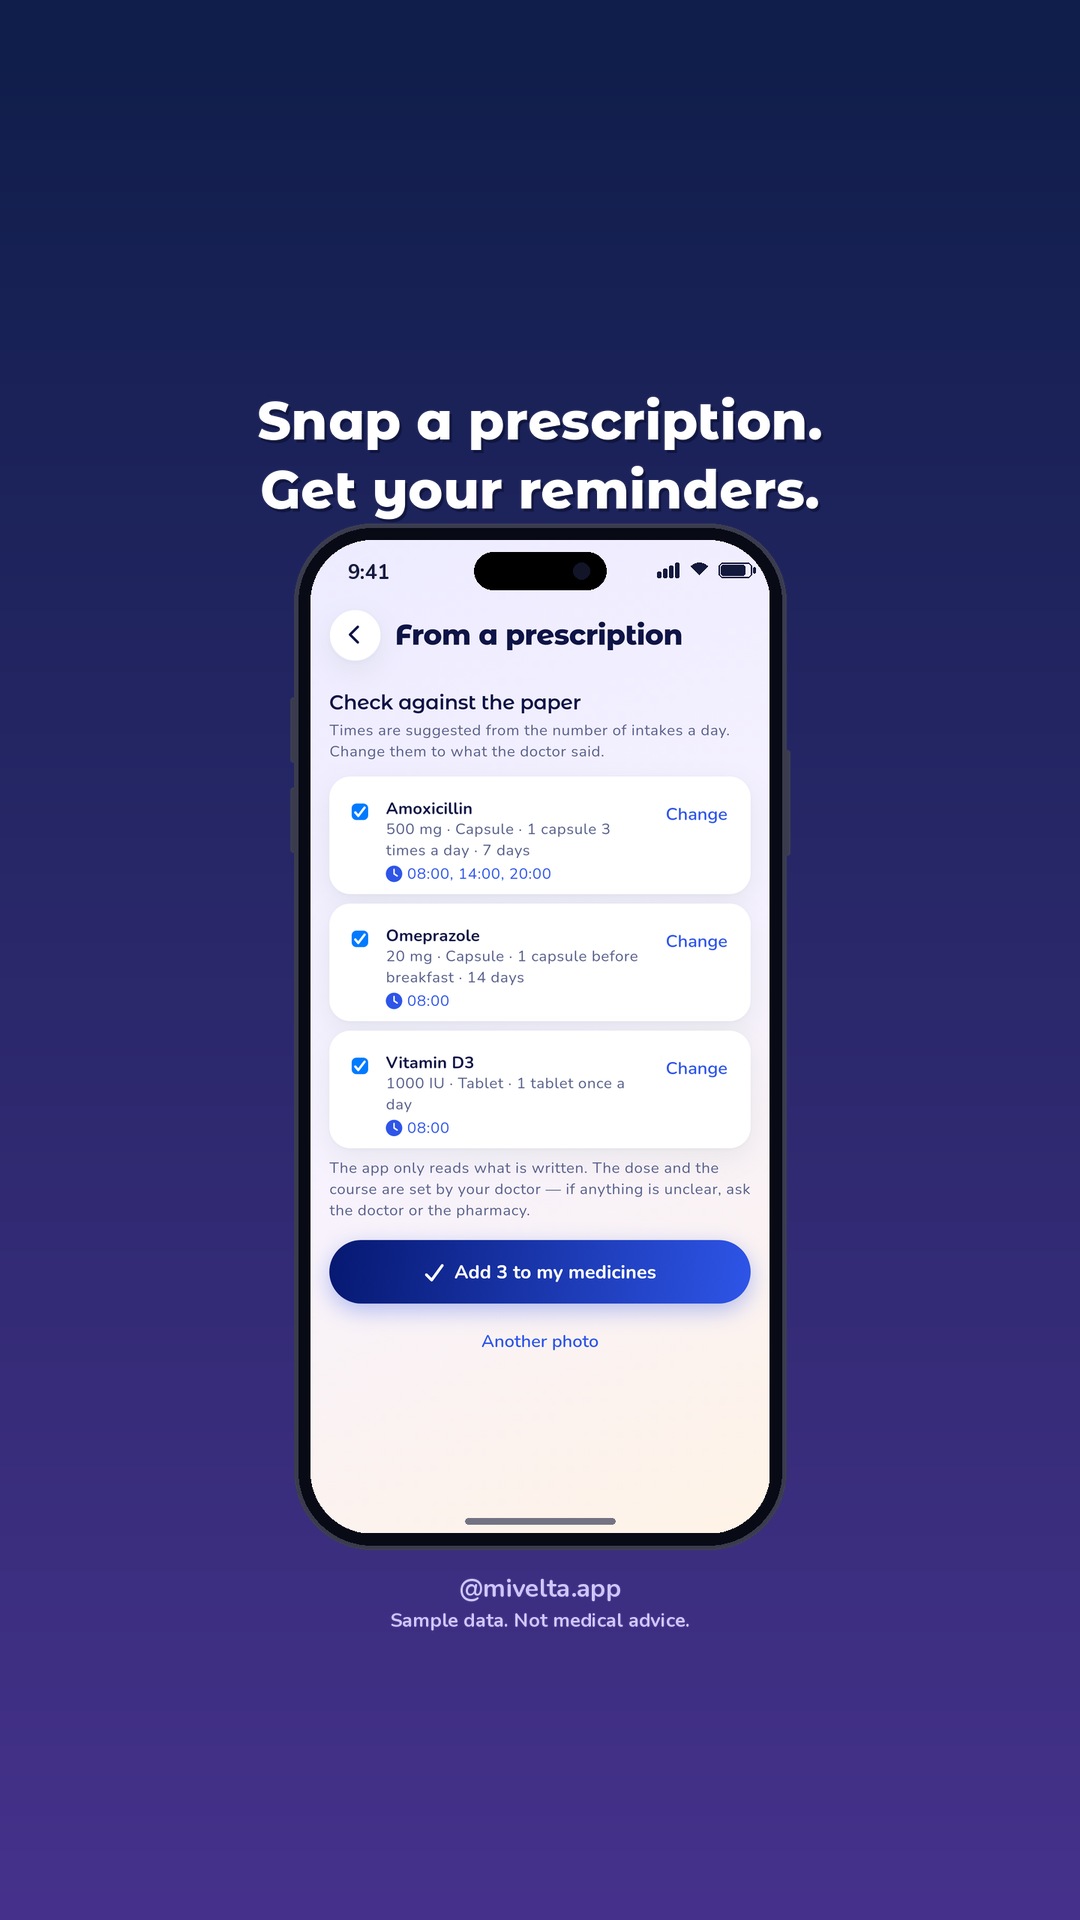 Snap a prescription.
Get your reminders.
9:41
From a prescription
Check against the paper
Times are suggested from the number of intakes a day.
Change them to what the doctor said.
Amoxicillin
Change
500 mg · Capsule · 1 capsule 3
times a day · 7 days
08:00, 14:00, 20:00
Omeprazole
Change
20 mg · Capsule · 1 capsule before
breakfast · 14 days
08:00
Vitamin D3
Change
1000 IU · Tablet · 1 tablet once a
day
08:00
The app only reads what is written. The dose and the
course are set by your doctor — if anything is unclear, ask
the doctor or the pharmacy.
Add 3 to my medicines
Another photo
@mivelta.app
Sample data. Not medical advice.